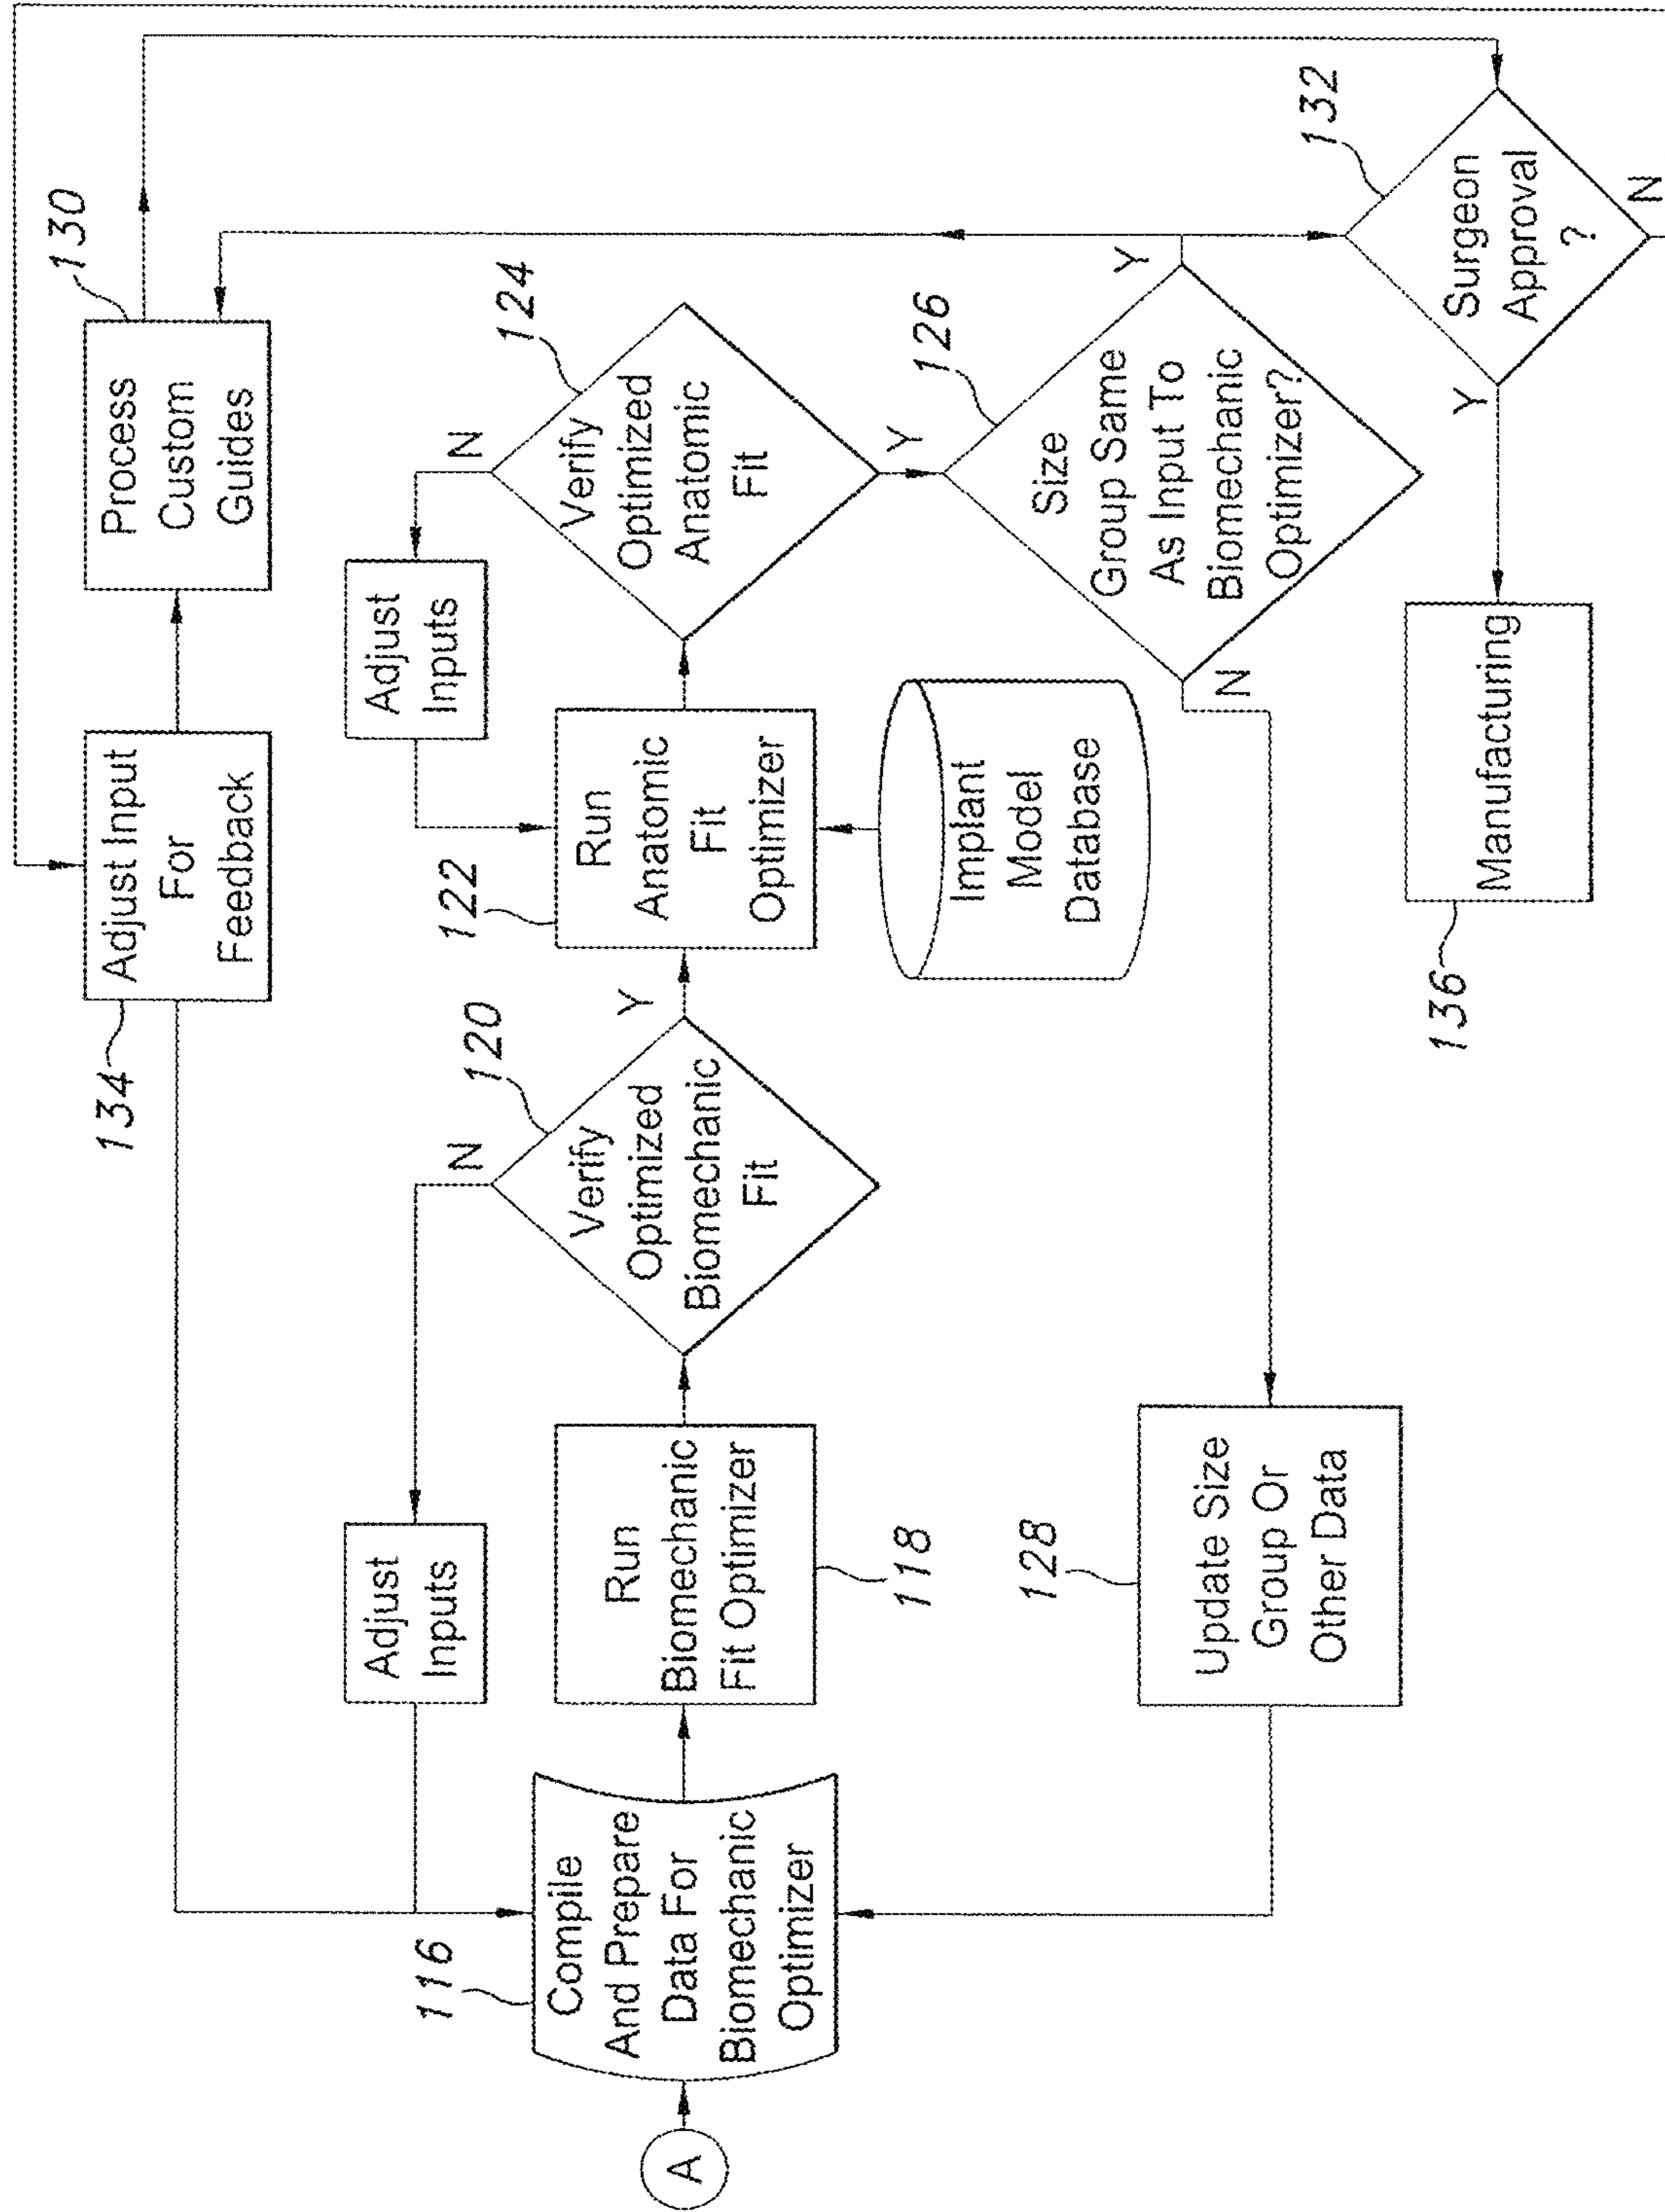 134
Adjust Input
For
Feedback
130
Process
Custom
Guides
Adjust
Inputs
N
Adjust
Inputs
N
A
116
Compile
And Prepare
Data For
Biomechanic
Optimizer
Run
Biomechanic
Fit Optimizer
118
120
Verify
Optimized
Biomechanic
Fit
Y
122
Run
Anatomic
Fit
Optimizer
124
Verify
Optimized
Anatomic
Fit
Y
Implant
Model
Database
128
Update Size
Group Or
Other Data
N
126
Size
Group Same
As Input To
Biomechanic
Optimizer?
Y
136
Manufacturing
Y
132
Surgeon
Approval
?
N